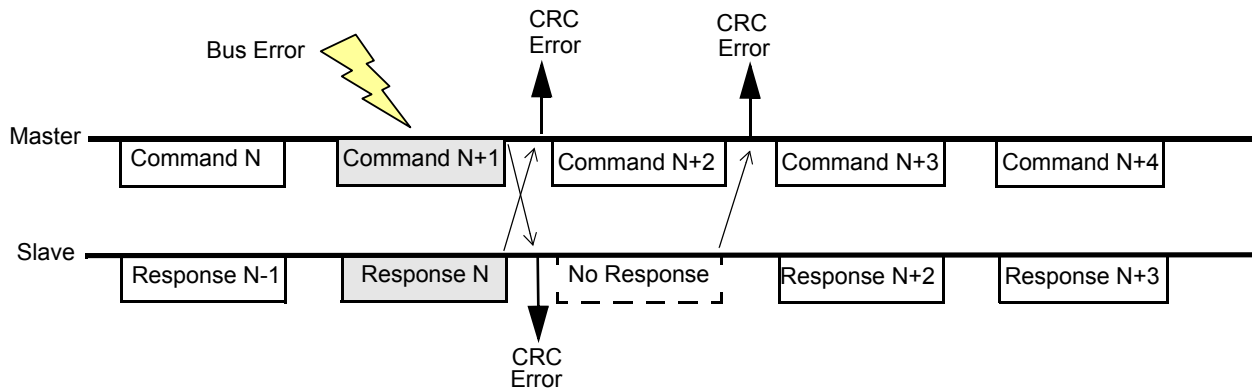 CRC
Error
CRC
Error
Bus Error
Master
Command N
Command N+1
Command N+2
Command N+3
Command N+4
Slave
Response N-1
Response N
No Response
Response N+2
Response N+3
CRC
Error